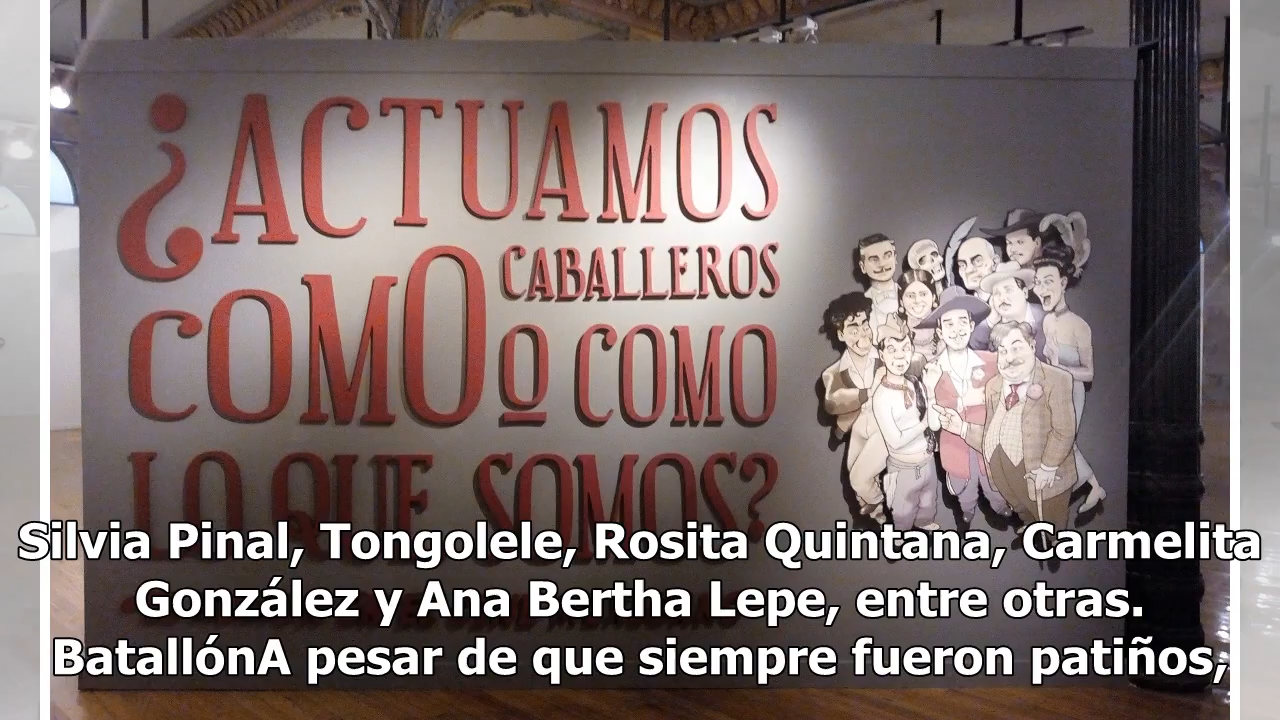 ¿ACTUAMOS
COMO CABALLEROS
O COMO
LO QUE SOMOS?
Silvia Pinal, Tongolele, Rosita Quintana, Carmelita
González y Ana Bertha Lepe, entre otras.
BatallónA pesar de que siempre fueron patiños,